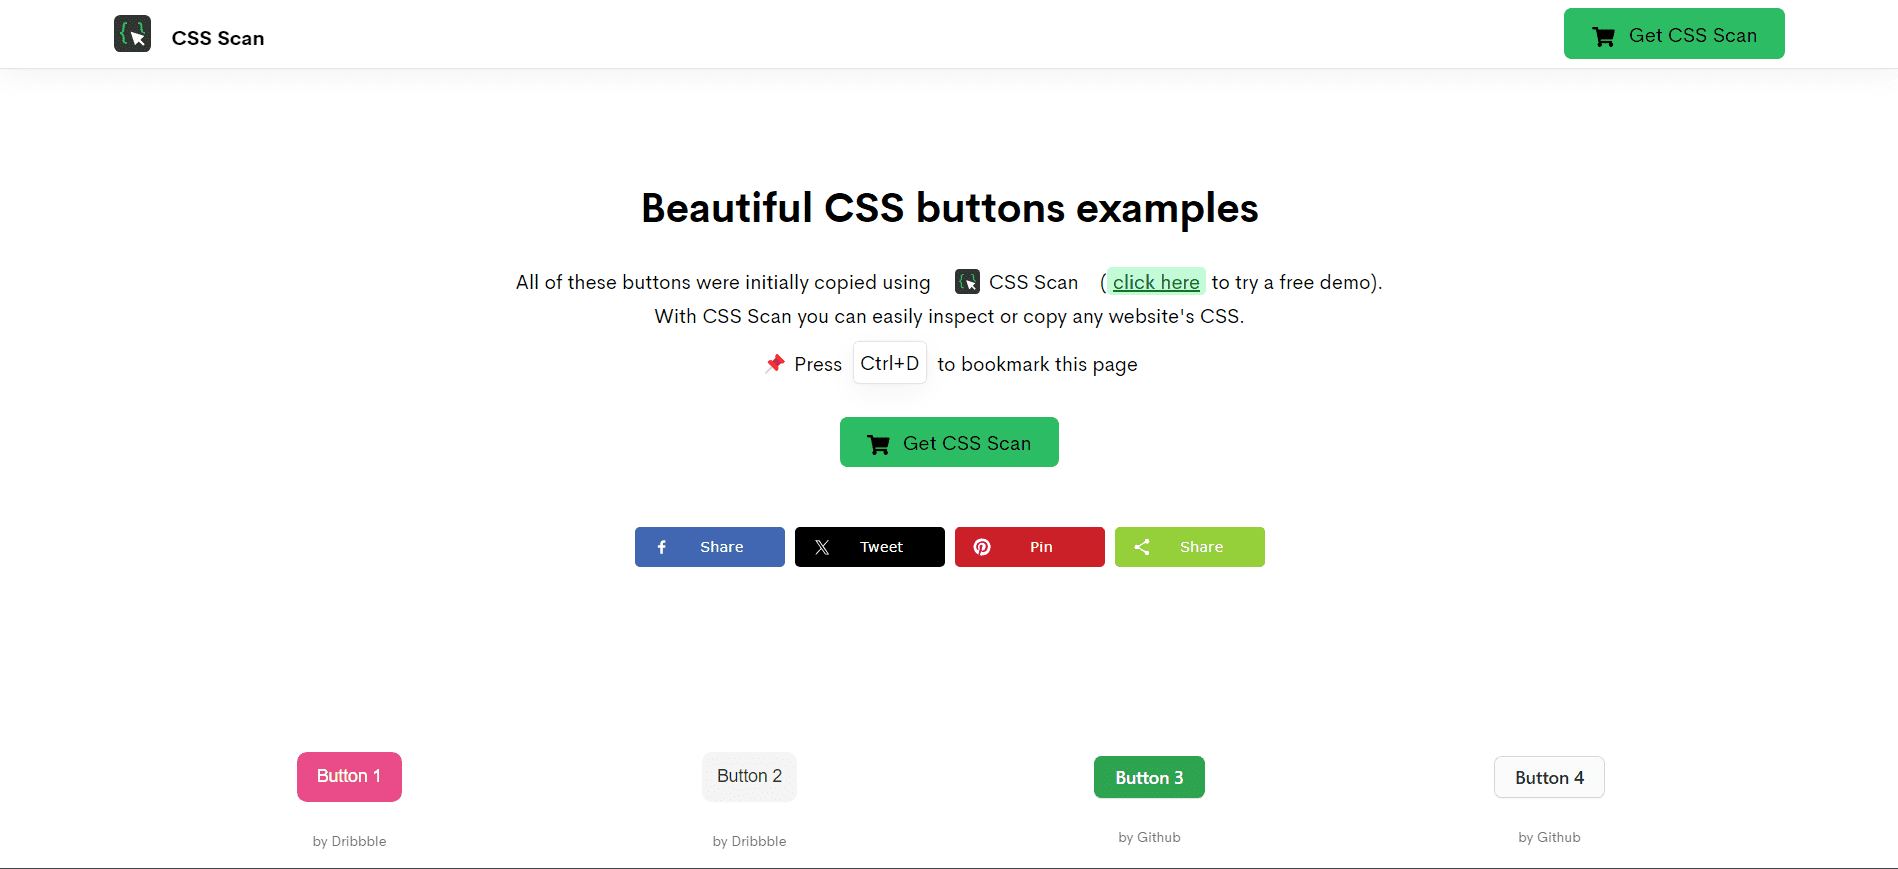 CSS Scan
Get CSS Scan
Beautiful CSS buttons examples
All of these buttons were initially copied using CSS Scan (click here to try a free demo).
With CSS Scan you can easily inspect or copy any website's CSS.
Press Ctrl+D to bookmark this page
Get CSS Scan
Share Tweet Pin Share
Button 1 Button 2 Button 3 Button 4
by Dribbble by Dribbble by Github by Github